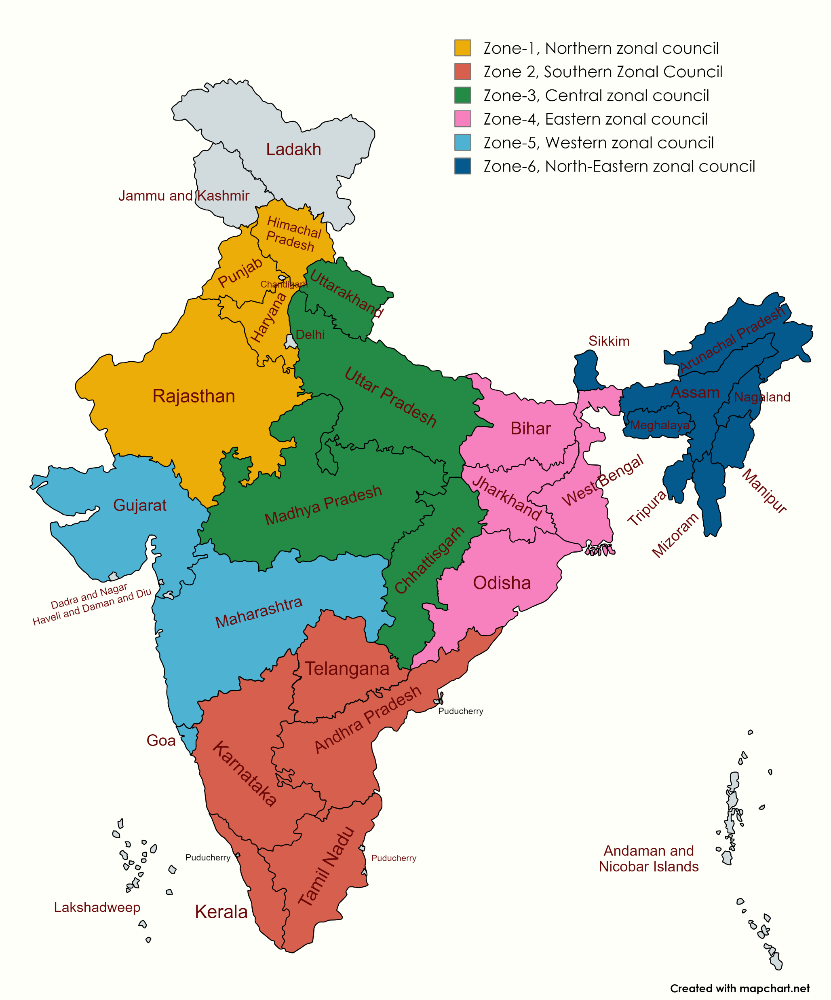 Zone-1, Northern zonal council
Zone 2, Southern Zonal Council
Zone-3, Central zonal council
Zone-4, Eastern zonal council
Zone-5, Western zonal council
Zone-6, North-Eastern zonal council
Ladakh
Jammu and Kashmir
Himachal
Pradesh
Punjab
Chandigarh
Uttarakhand
Haryana
Delhi
Rajasthan
Uttar Pradesh
Bihar
Sikkim
Arunachal Pradesh
Assam
Nagaland
Meghalaya
Manipur
Tripura
Mizoram
West Bengal
Jharkhand
Gujarat
Madhya Pradesh
Chhattisgarh
Odisha
Dadra and Nagar
Haveli and Daman and Diu
Maharashtra
Telangana
Andhra Pradesh
Puducherry
Goa
Karnataka
Tamil Nadu
Puducherry
Puducherry
Kerala
Lakshadweep
Andaman and
Nicobar Islands
Created with mapchart.net